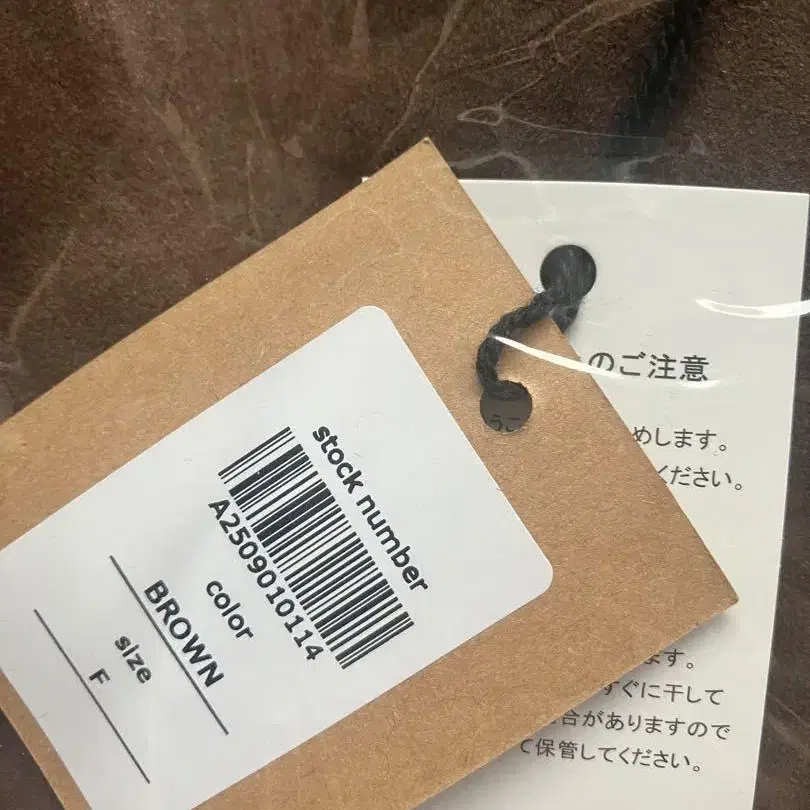 stock number
A2509010114
color
BROWN
size
F
のご注意
めします。
ください。
ます。
すぐに干して
合がありますので
て保管してください。